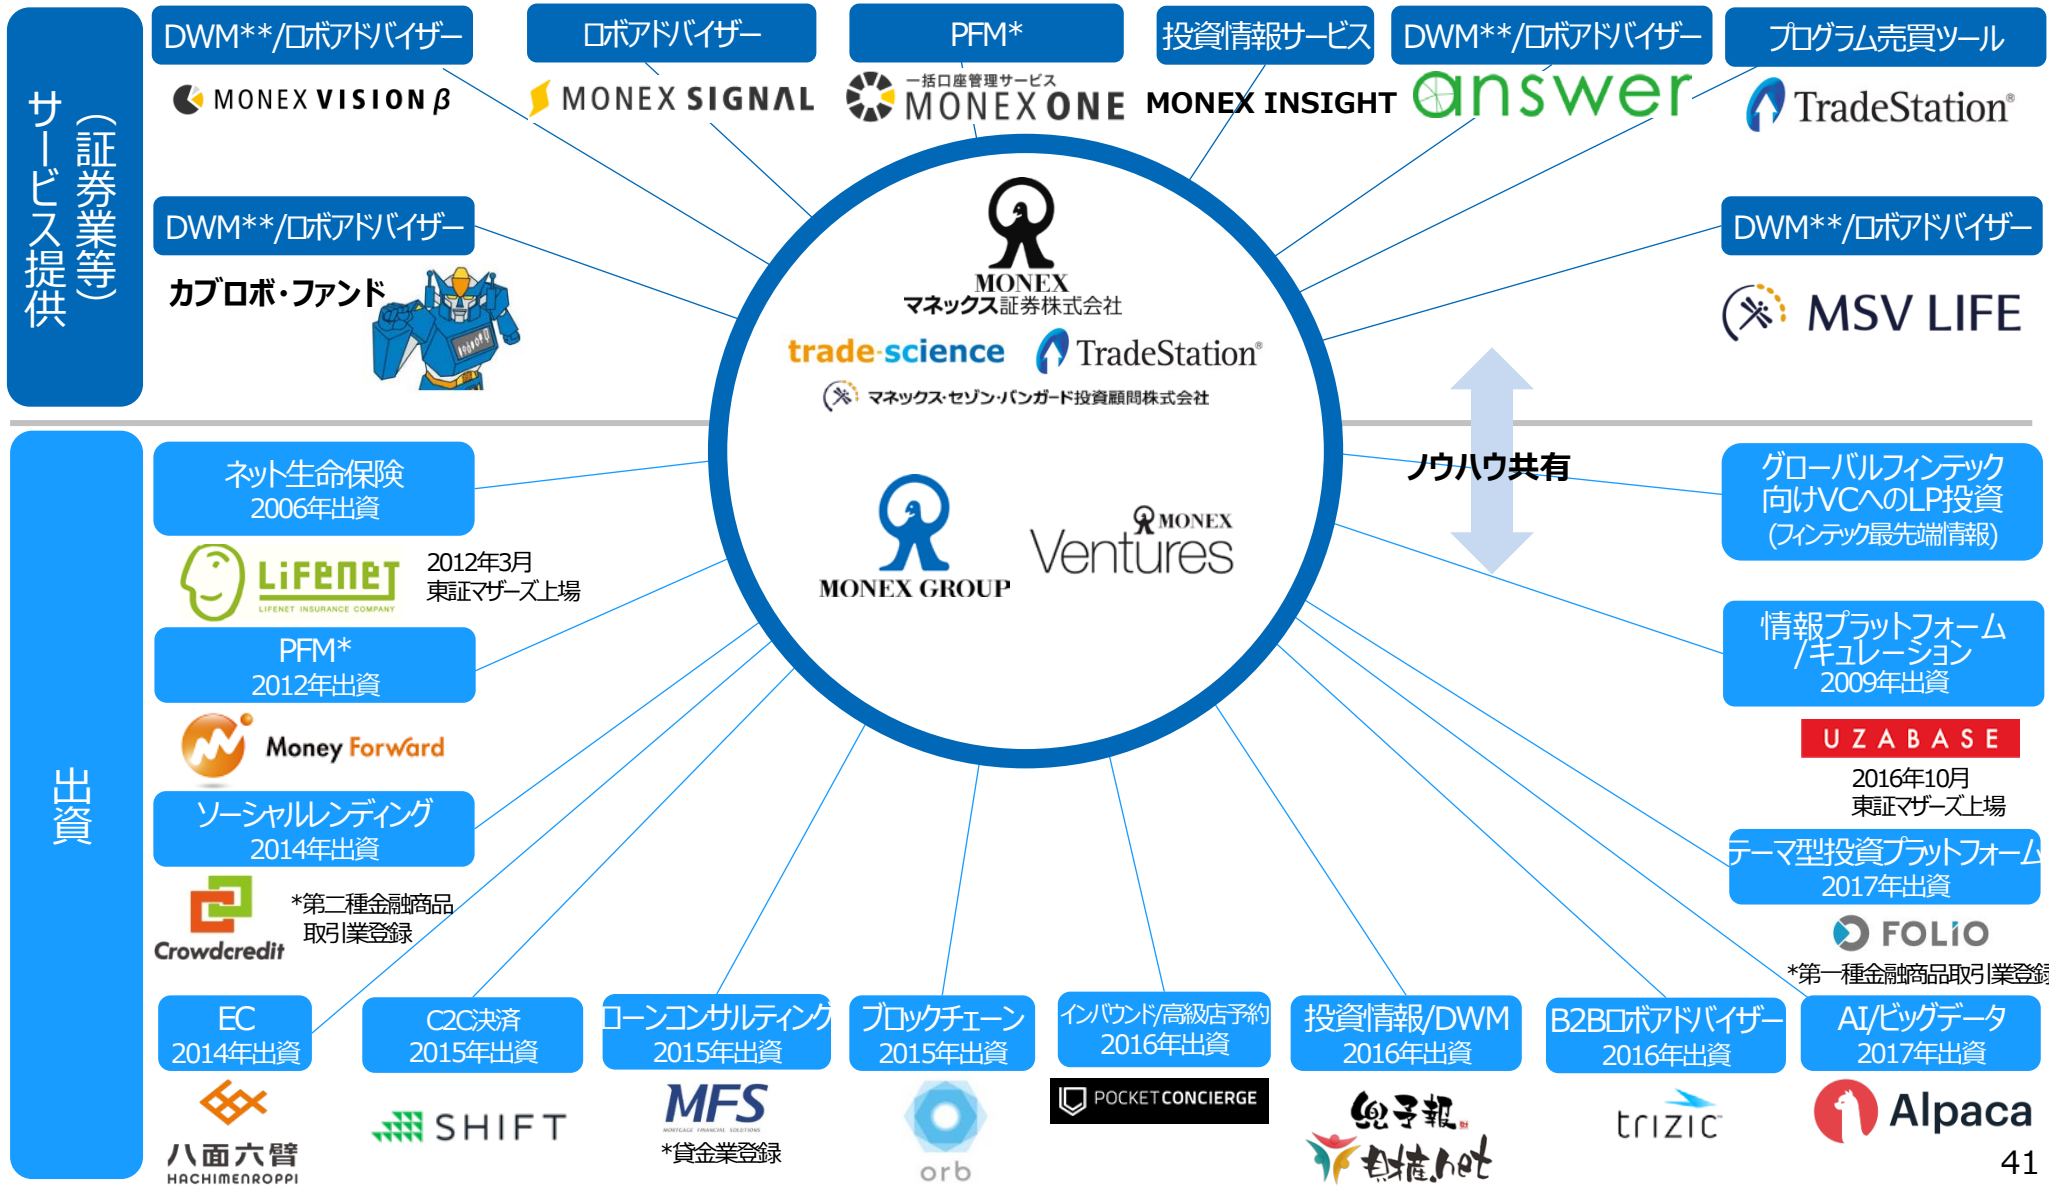 サービス提供
（証券業等）
DWM**/ロボアドバイザー
MONEX VISION β
ロボアドバイザー
MONEX SIGNAL
PFM*
一括口座管理サービス
MONEX ONE
投資情報サービス
MONEX INSIGHT
DWM**/ロボアドバイザー
answer
プログラム売買ツール
TradeStation®
DWM**/ロボアドバイザー
カブロボ・ファンド
DWM**/ロボアドバイザー
MSV LIFE
MONEX
マネックス証券株式会社
trade-science
TradeStation®
マネックス・セゾン・バンガード投資顧問株式会社
ノウハウ共有
MONEX GROUP
MONEX
Ventures
出資
ネット生命保険
2006年出資
LIFENET
LIFENET INSURANCE COMPANY
2012年3月
東証マザーズ上場
PFM*
2012年出資
Money Forward
ソーシャルレンディング
2014年出資
Crowdcredit
*第二種金融商品
取引業登録
グローバルフィンテック
向けVCへのLP投資
(フィンテック最先端情報)
情報プラットフォーム
/キュレーション
2009年出資
UZABASE
2016年10月
東証マザーズ上場
テーマ型投資プラットフォーム
2017年出資
FOLIO
*第一種金融商品取引業登録
EC
2014年出資
八面六臂
HACHIMENROPPI
C2C決済
2015年出資
SHIFT
ローンコンサルティング
2015年出資
MFS
MORTGAGE FINANCIAL SOLUTIONS
*貸金業登録
ブロックチェーン
2015年出資
orb
インバウンド/高級店予約
2016年出資
POCKET CONCIERGE
投資情報/DWM
2016年出資
兜予報
財産.net
B2Bロボアドバイザー
2016年出資
trizic
AI/ビッグデータ
2017年出資
Alpaca
41